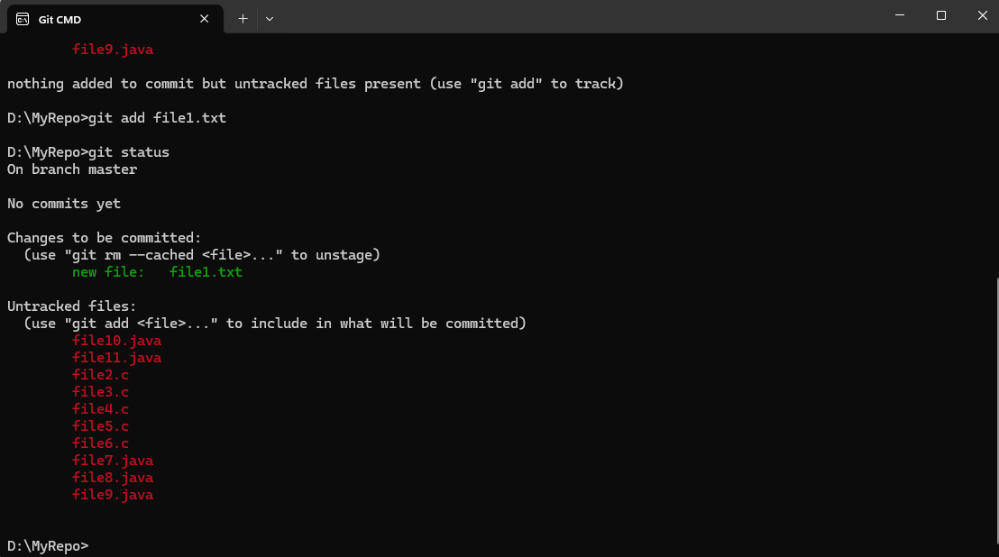 Git CMD
file9.java
nothing added to commit but untracked files present (use "git add" to track)
D:\MyRepo>git add file1.txt
D:\MyRepo>git status
On branch master
No commits yet
Changes to be committed:
(use "git rm --cached <file>..." to unstage)
new file:   file1.txt
Untracked files:
(use "git add <file>..." to include in what will be committed)
file10.java
file11.java
file2.c
file3.c
file4.c
file5.c
file6.c
file7.java
file8.java
file9.java
D:\MyRepo>